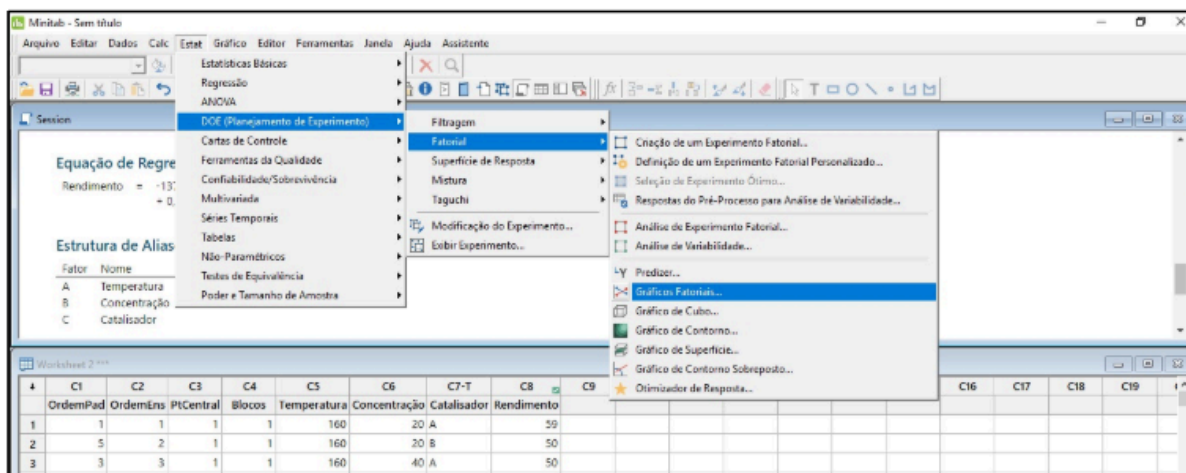 Minitab - Sem título
Arquivo Editar Dados Calc Estat Gráfico Editor Ferramentas Janela Ajuda Assistente
Estatísticas Básicas
Regressão
ANOVA
DOE (Planejamento de Experimento)
Cartas de Controle
Ferramentas da Qualidade
Confiabilidade/Sobrevivência
Multivariada
Séries Temporais
Tabelas
Não-Paramétricos
Testes de Equivalência
Poder e Tamanho de Amostra
Filtragem
Fatorial
Superfície de Resposta
Mistura
Taguchi
Modificação do Experimento...
Exibir Experimento...
Criação de um Experimento Fatorial...
Definição de um Experimento Fatorial Personalizado...
Seleção de Experimento Ótimo...
Respostas do Pré-Processo para Análise de Variabilidade...
Análise de Experimento Fatorial...
Análise de Variabilidade...
Predizer...
Gráficos Fatoriais...
Gráfico de Cubo...
Gráfico de Contorno...
Gráfico de Superfície...
Gráfico de Contorno Sobreposto...
Otimizador de Resposta...
Session
Equação de Regre
Rendimento = -137
+ 0,
Estrutura de Alias
Fator Nome
A Temperatura
B Concentração
C Catalisador
Worksheet 2 ***
C1 C2 C3 C4 C5 C6 C7-T C8 C9 C16 C17 C18 C19
OrdemPad OrdemEns PtCentral Blocos Temperatura Concentração Catalisador Rendimento
1 1 1 1 1 160 20 A 59
2 5 2 1 1 160 20 B 50
3 3 3 1 1 160 40 A 50